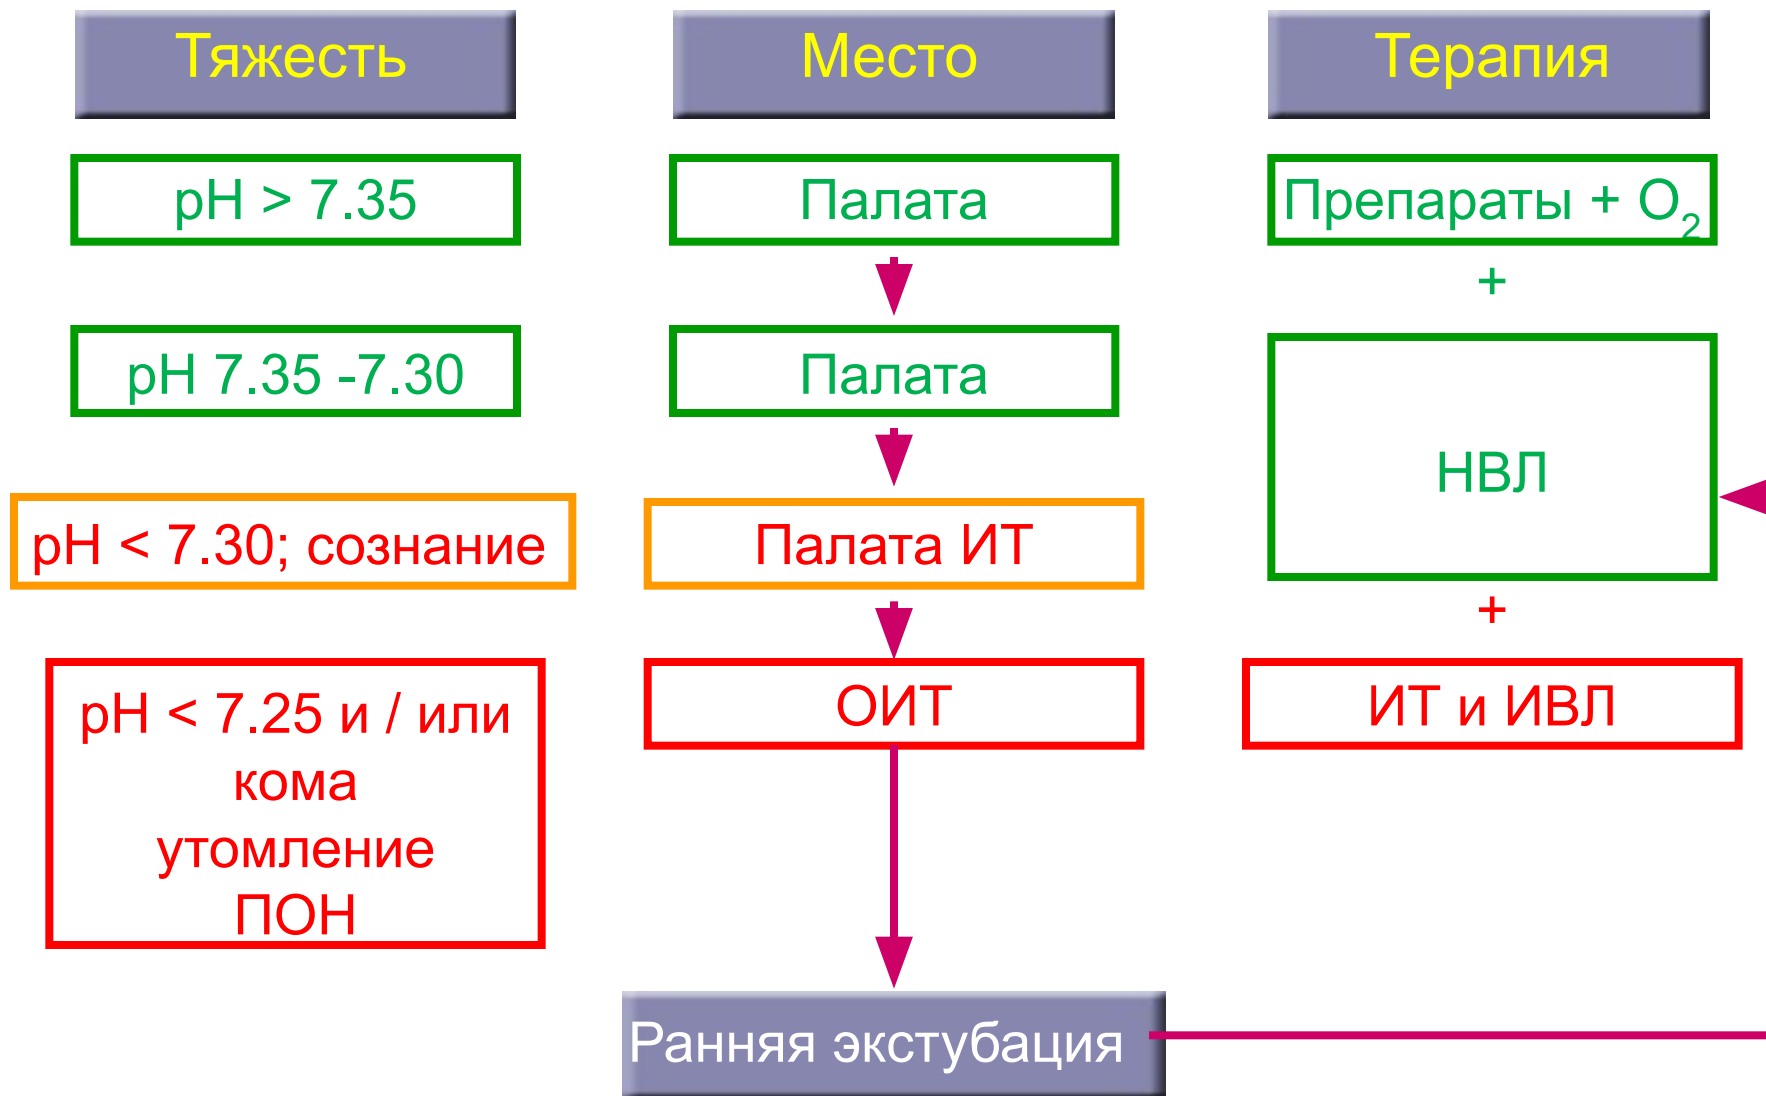 Тяжесть
Место
Терапия
pH > 7.35
Палата
Препараты + O₂
+
pH 7.35 -7.30
Палата
НВЛ
pH < 7.30; сознание
Палата ИТ
+
pH < 7.25 и / или
кома
утомление
ПОН
ОИТ
ИТ и ИВЛ
Ранняя экстубация